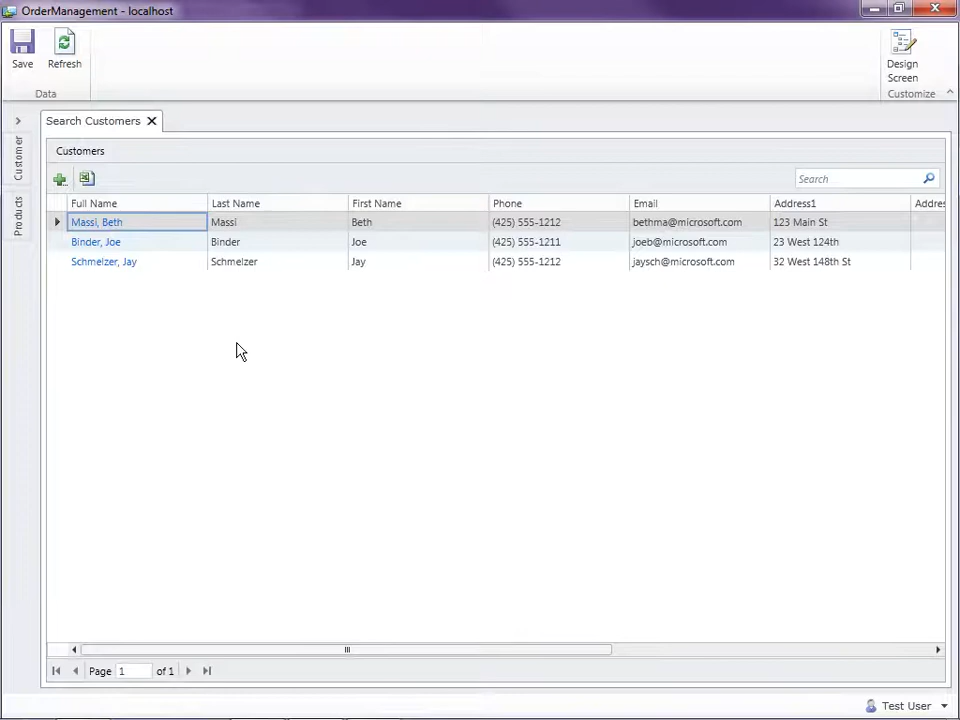 OrderManagement - localhost
Save
Refresh
Data
Design
Screen
Customize
Customer
Products
Search Customers
Customers
Search
Full Name Last Name First Name Phone Email Address1 Addres
Massi, Beth Massi Beth (425) 555-1212 bethma@microsoft.com 123 Main St
Binder, Joe Binder Joe (425) 555-1211 joeb@microsoft.com 23 West 124th
Schmelzer, Jay Schmelzer Jay (425) 555-1212 jaysch@microsoft.com 32 West 148th St
Page 1 of 1
Test User